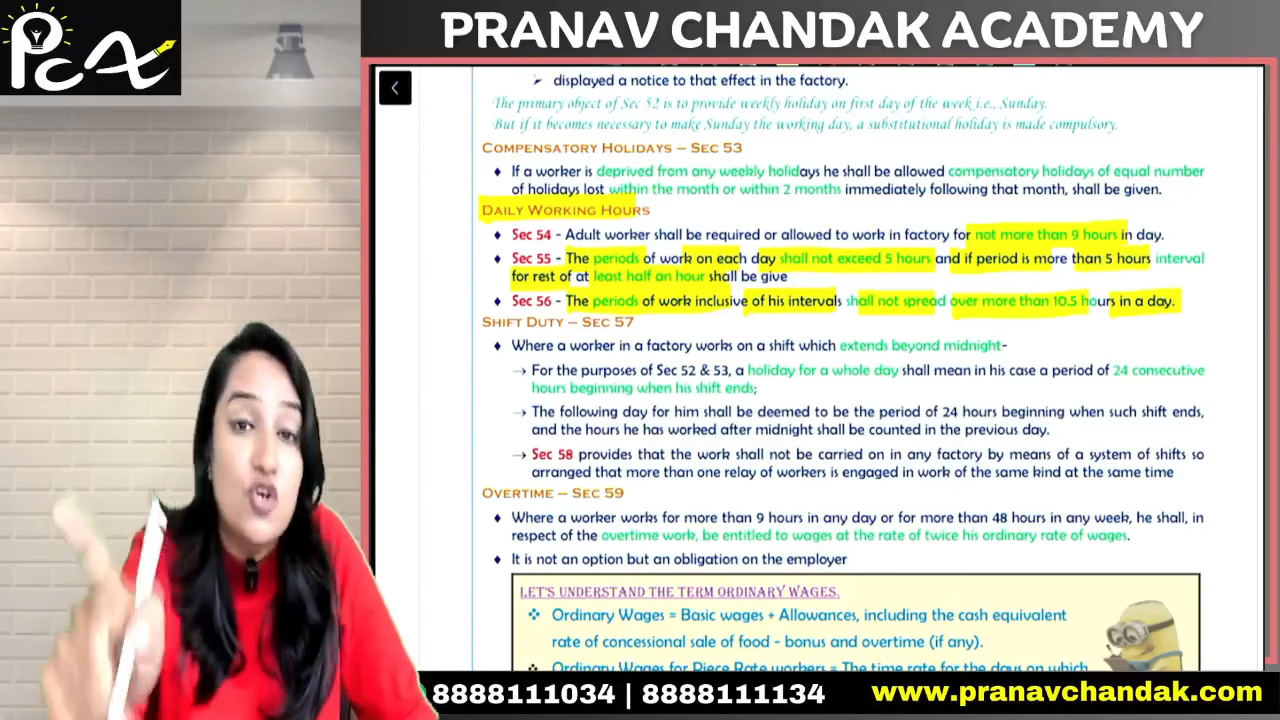 PCA
PRANAV CHANDAK ACADEMY
➢ displayed a notice to that effect in the factory.
The primary object of Sec 52 is to provide weekly holiday on first day of the week i.e., Sunday.
But if it becomes necessary to make Sunday the working day, a substitutional holiday is made compulsory.
COMPENSATORY HOLIDAYS – SEC 53
♦ If a worker is deprived from any weekly holidays he shall be allowed compensatory holidays of equal number
of holidays lost within the month or within 2 months immediately following that month, shall be given.
DAILY WORKING HOURS
♦ Sec 54 - Adult worker shall be required or allowed to work in factory for not more than 9 hours in day.
♦ Sec 55 - The periods of work on each day shall not exceed 5 hours and if period is more than 5 hours interval
for rest of at least half an hour shall be give
♦ Sec 56 - The periods of work inclusive of his intervals shall not spread over more than 10.5 hours in a day.
SHIFT DUTY – SEC 57
♦ Where a worker in a factory works on a shift which extends beyond midnight-
→ For the purposes of Sec 52 & 53, a holiday for a whole day shall mean in his case a period of 24 consecutive
hours beginning when his shift ends;
→ The following day for him shall be deemed to be the period of 24 hours beginning when such shift ends,
and the hours he has worked after midnight shall be counted in the previous day.
→ Sec 58 provides that the work shall not be carried on in any factory by means of a system of shifts so
arranged that more than one relay of workers is engaged in work of the same kind at the same time
OVERTIME – SEC 59
♦ Where a worker works for more than 9 hours in any day or for more than 48 hours in any week, he shall, in
respect of the overtime work, be entitled to wages at the rate of twice his ordinary rate of wages.
♦ It is not an option but an obligation on the employer
LET'S UNDERSTAND THE TERM ORDINARY WAGES.
❖ Ordinary Wages = Basic wages + Allowances, including the cash equivalent
rate of concessional sale of food - bonus and overtime (if any).
❖ Ordinary Wages for Piece Rate workers = The time rate for the days on which
8888111034 | 8888111134
www.pranavchandak.com